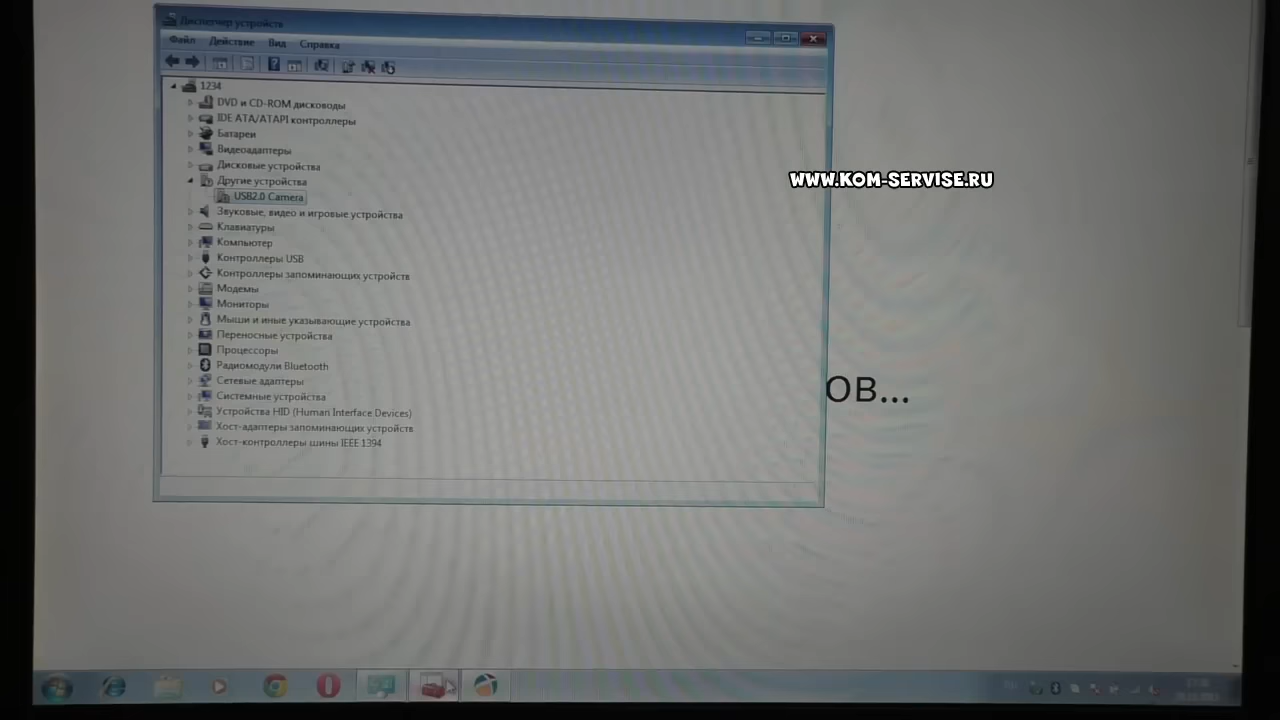 Диспетчер устройств
Файл Действие Вид Справка
1234
DVD и CD-ROM дисководы
IDE ATA/ATAPI контроллеры
Батареи
Видеоадаптеры
Дисковые устройства
WWW.KOM-SERVISE.RU
Другие устройства
USB2.0 Camera
Звуковые, видео и игровые устройства
Клавиатуры
Компьютер
Контроллеры USB
Контроллеры запоминающих устройств
Модемы
Мониторы
Мыши и иные указывающие устройства
Переносные устройства
Процессоры
Радиомодули Bluetooth
Сетевые адаптеры
ОВ...
Системные устройства
Устройства HID (Human Interface Devices)
Хост-адаптеры запоминающих устройств
Хост-контроллеры шины IEEE 1394